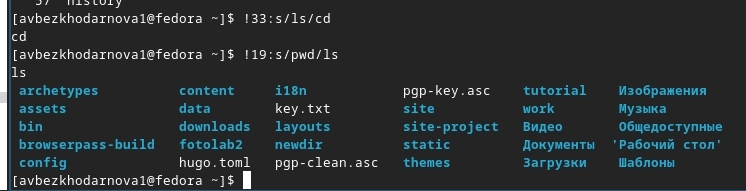 57 history
[avbezkhodarnova1@fedora ~]$ !33:s/ls/cd
cd
[avbezkhodarnova1@fedora ~]$ !19:s/pwd/ls
ls
archetypes content i18n pgp-key.asc tutorial Изображения
assets data key.txt site work Музыка
bin downloads layouts site-project Видео Общедоступные
browserpass-build fotolab2 newdir static Документы 'Рабочий стол'
config hugo.toml pgp-clean.asc themes Загрузки Шаблоны
[avbezkhodarnova1@fedora ~]$